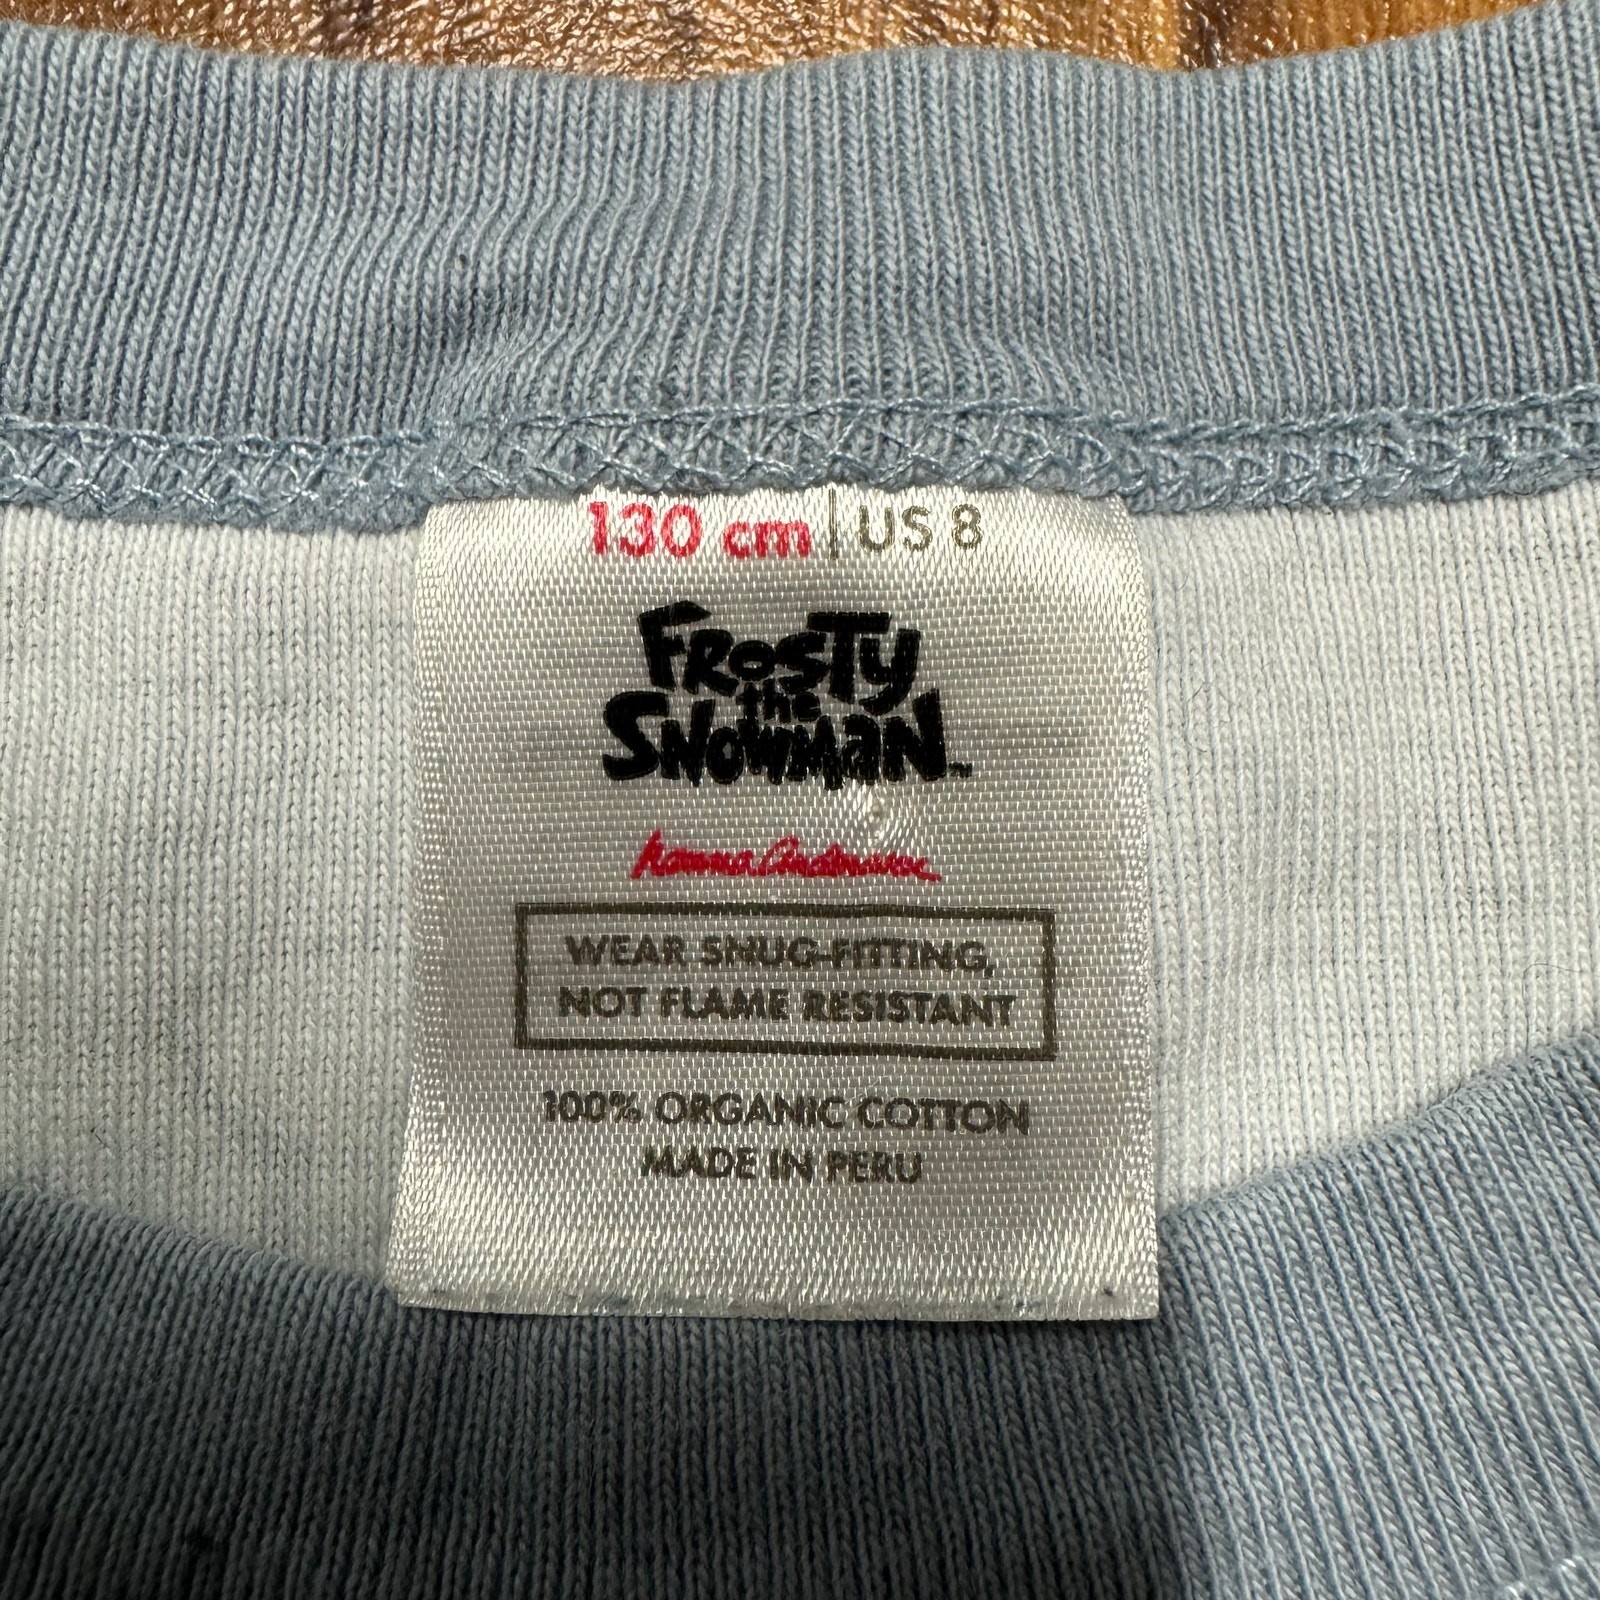 130 cm | US 8
FROSTY
the
SNOWMaN™
hanna andersson
WEAR SNUG-FITTING,
NOT FLAME RESISTANT
100% ORGANIC COTTON
MADE IN PERU